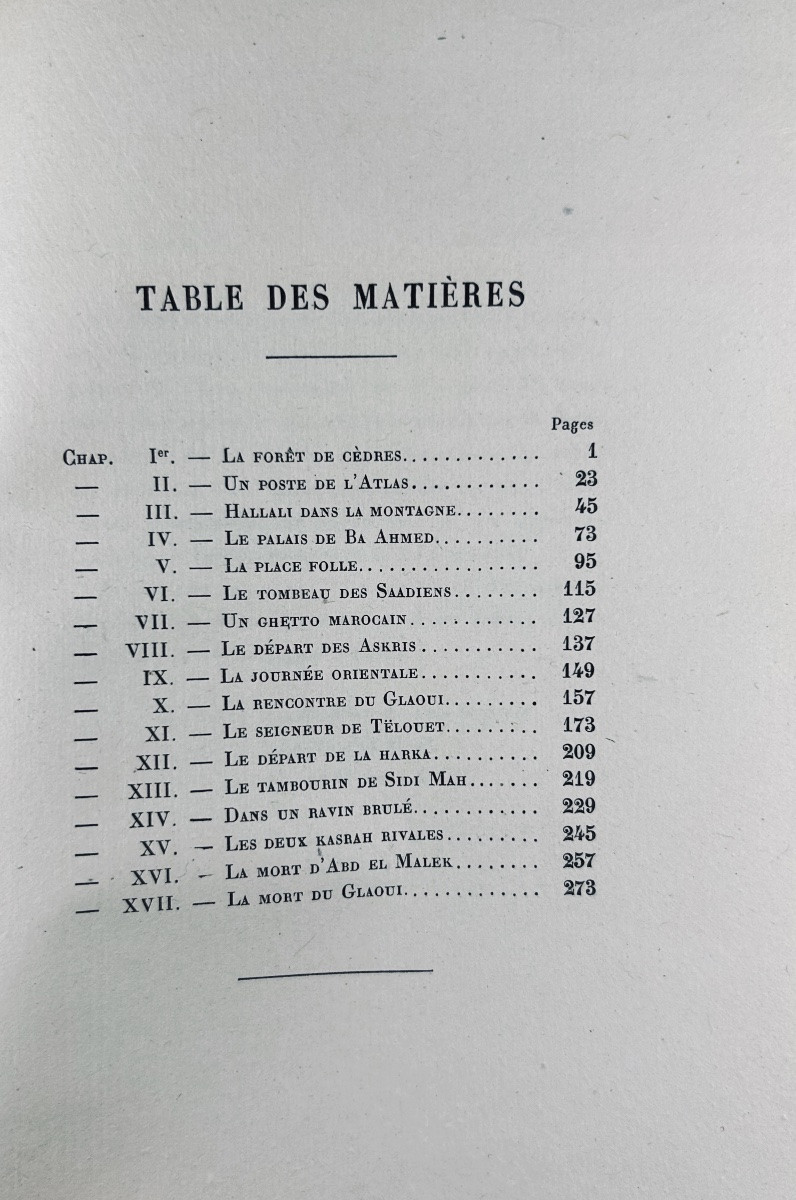 TABLE DES MATIÈRES
Pages
CHAP. Ier. — LA FORÊT DE CÈDRES............. 1
— II. — UN POSTE DE L'ATLAS............ 23
— III. — HALLALI DANS LA MONTAGNE........ 45
— IV. — LE PALAIS DE BA AHMED.......... 73
— V. — LA PLACE FOLLE................. 95
— VI. — LE TOMBEAU DES SAADIENS........ 115
— VII. — UN GHETTO MAROCAIN............ 127
— VIII. — LE DÉPART DES ASKRIS........... 137
— IX. — LA JOURNÉE ORIENTALE........... 149
— X. — LA RENCONTRE DU GLAOUI......... 157
— XI. — LE SEIGNEUR DE TËLOUET......... 173
— XII. — LE DÉPART DE LA HARKA.......... 209
— XIII. — LE TAMBOURIN DE SIDI MAH....... 219
— XIV. — DANS UN RAVIN BRULÉ............ 229
— XV. — LES DEUX KASBAH RIVALES......... 245
— XVI. — LA MORT D'ABD EL MALEK........ 257
— XVII. — LA MORT DU GLAOUI............. 273